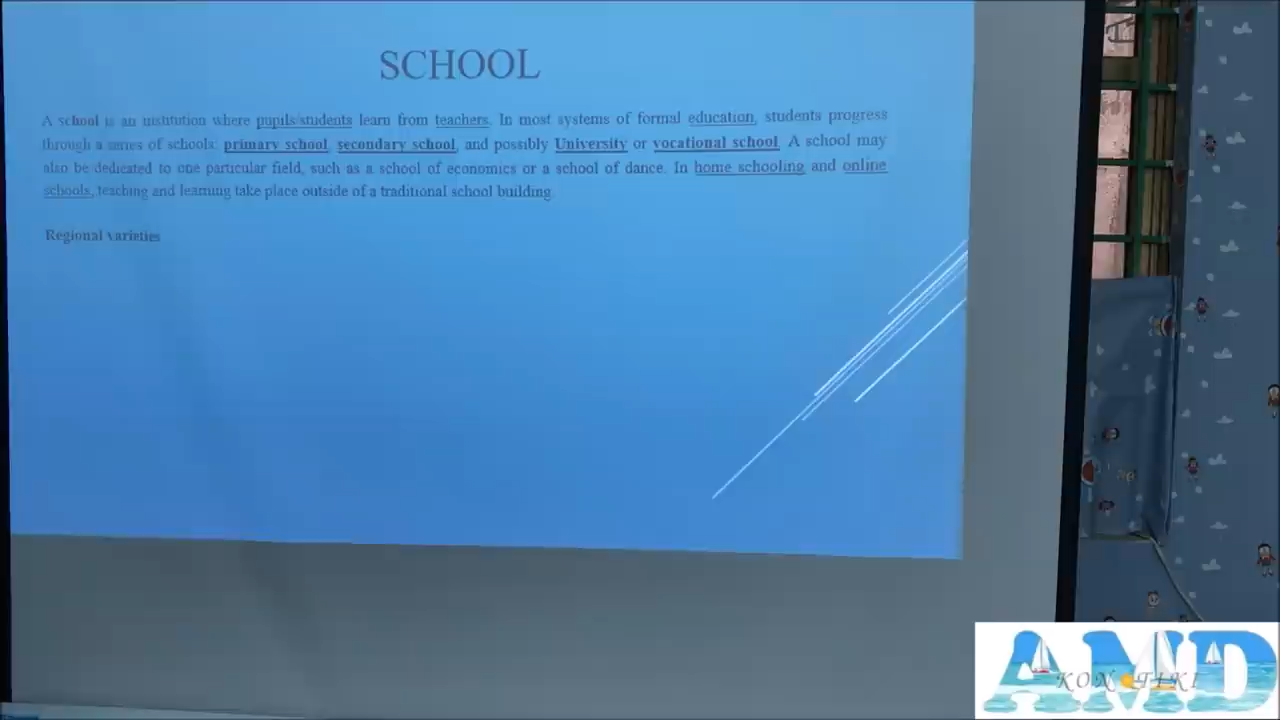 SCHOOL
A school is an institution where pupils/students learn from teachers. In most systems of formal education, students progress
through a series of schools: primary school, secondary school, and possibly University or vocational school. A school may
also be dedicated to one particular field, such as a school of economics or a school of dance. In home schooling and online
schools, teaching and learning take place outside of a traditional school building.
Regional varieties
AMD
KON TIKI